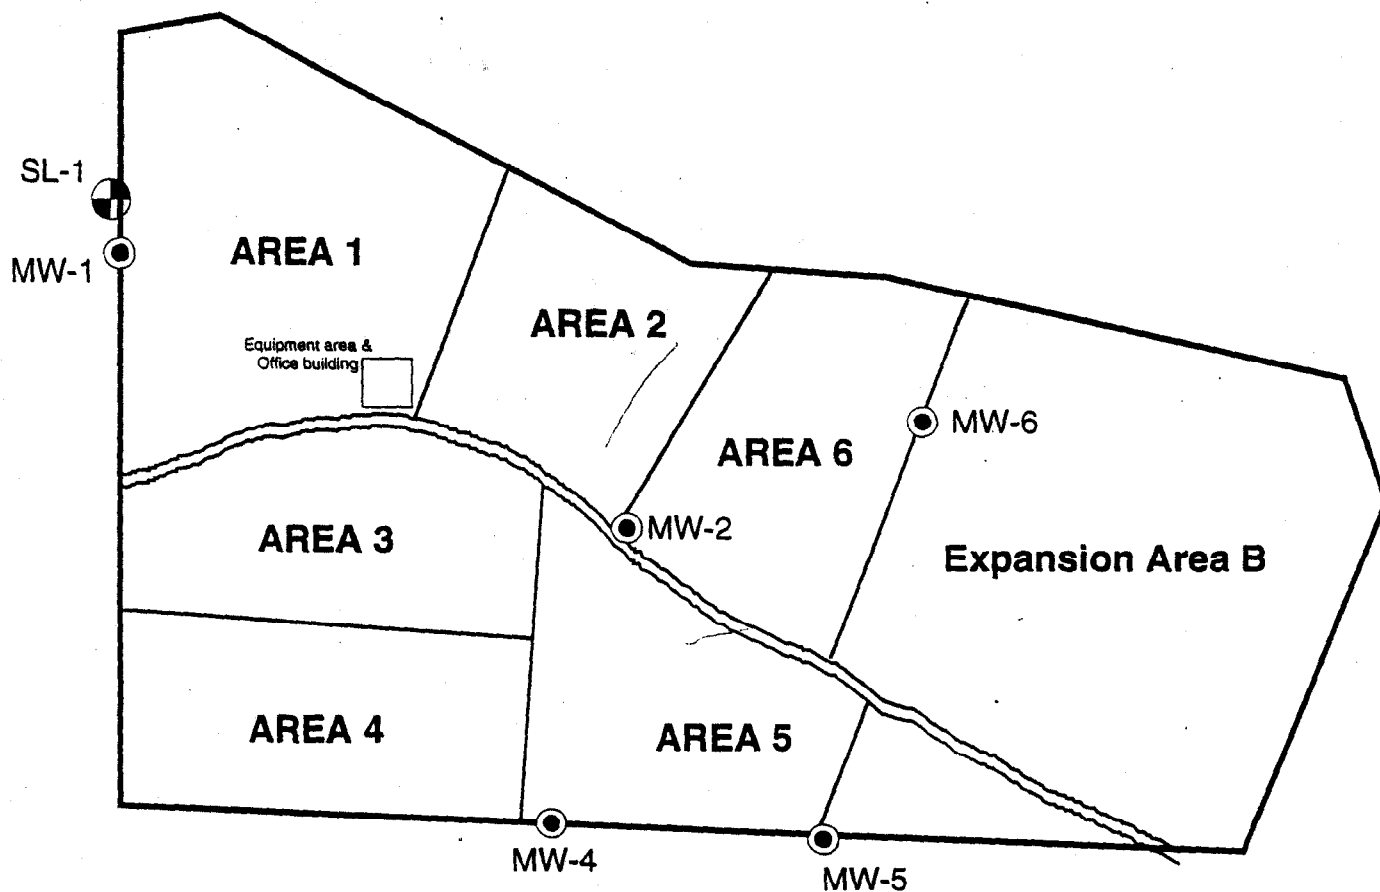 SL-1
MW-1
AREA 1
Equipment area &
Office building
AREA 2
AREA 6
MW-6
MW-2
AREA 3
Expansion Area B
AREA 4
AREA 5
MW-4
MW-5